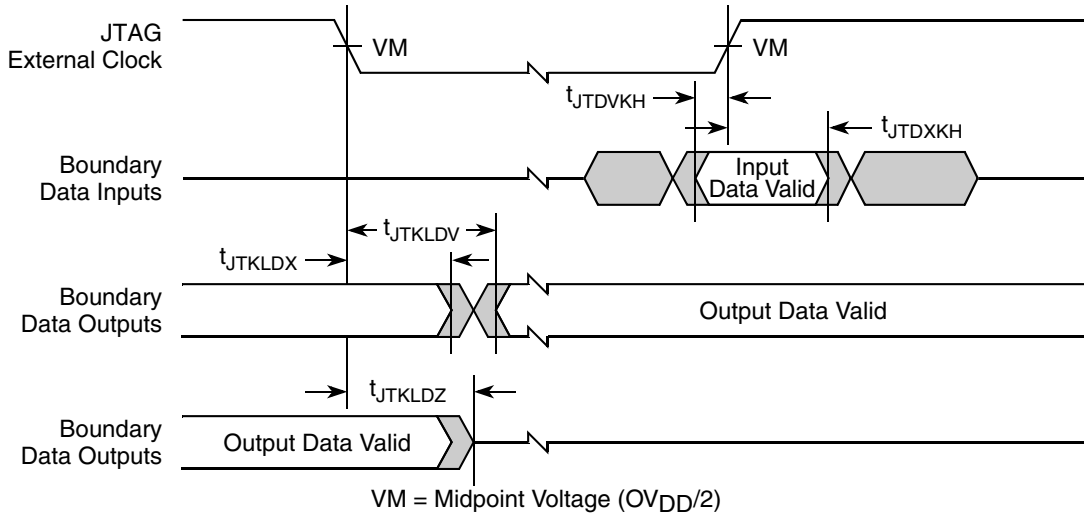 JTAG
External Clock
VM
VM
tJTDVKH
tJTDXKH
Boundary
Data Inputs
Input
Data Valid
tJTKLDV
tJTKLDX
Boundary
Data Outputs
Output Data Valid
tJTKLDZ
Boundary
Data Outputs
Output Data Valid
VM = Midpoint Voltage (OVDD/2)